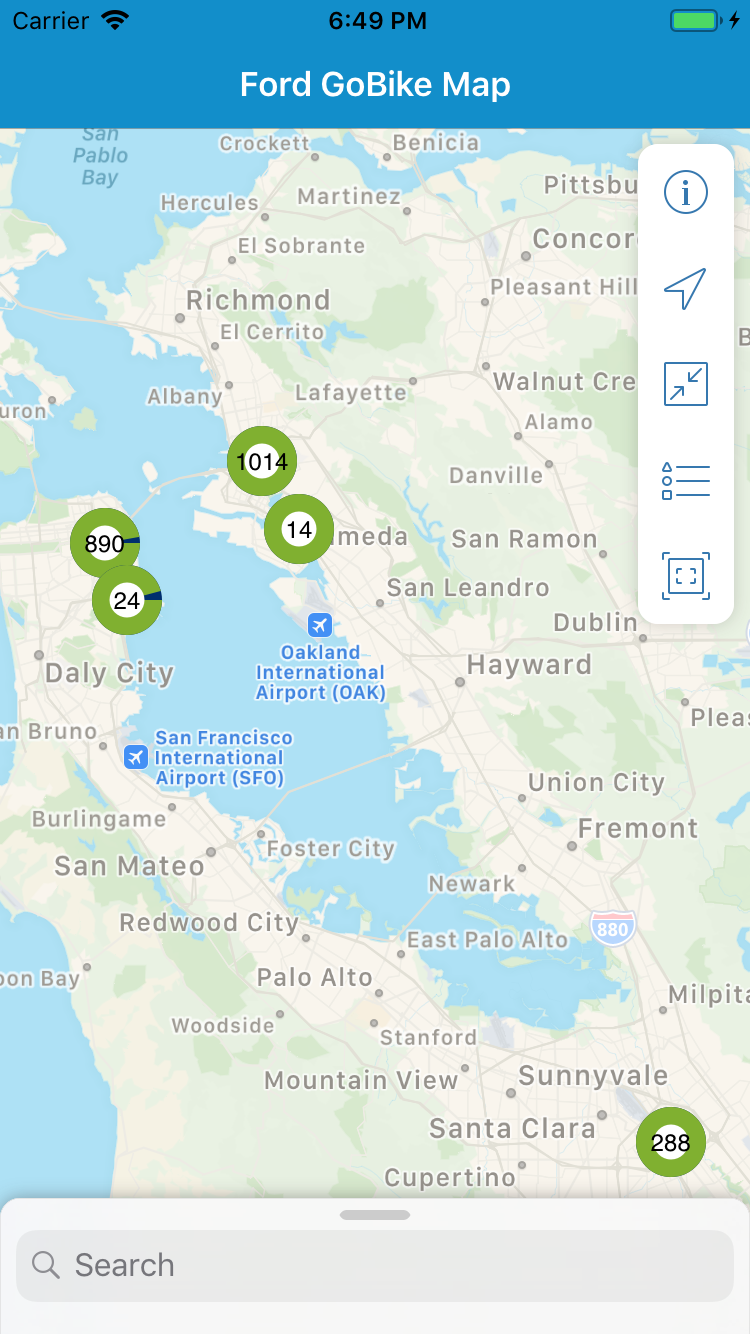 Carrier
6:49 PM
Ford GoBike Map
San
Pablo
Bay
Crockett
Benicia
Hercules
Martinez
Pittsbu
El Sobrante
Concor
Richmond
Pleasant Hill
El Cerrito
B
Albany
Lafayette
Walnut Cre
uron
Alamo
1014
Danville
14
meda
San Ramon
890
24
San Leandro
Dublin
Oakland
International
Airport (OAK)
Daly City
Hayward
Pleas
an Bruno
San Francisco
International
Airport (SFO)
Union City
Burlingame
Fremont
Foster City
San Mateo
Newark
Redwood City
880
East Palo Alto
oon Bay
Palo Alto
Milpita
Woodside
Stanford
Mountain View
Sunnyvale
Santa Clara
288
Cupertino
Search